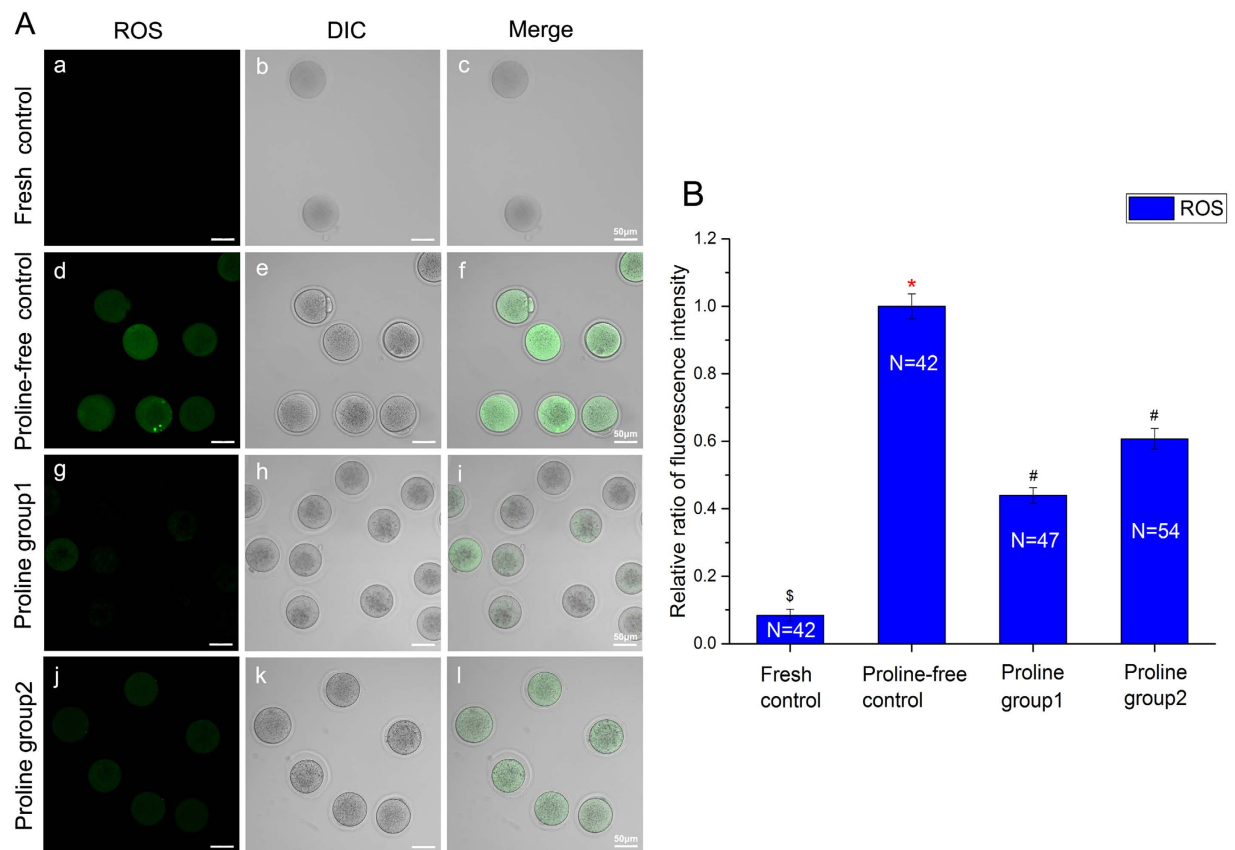 A
ROS
DIC
Merge
Fresh control
a
b
c
50μm
Proline-free control
d
e
f
50μm
Proline group1
g
h
i
50μm
Proline group2
j
k
l
50μm
B
ROS
Relative ratio of fluorescence intensity
1.2
1.0
0.8
0.6
0.4
0.2
0.0
$
*
#
#
N=42
N=42
N=47
N=54
Fresh
control
Proline-free
control
Proline
group1
Proline
group2